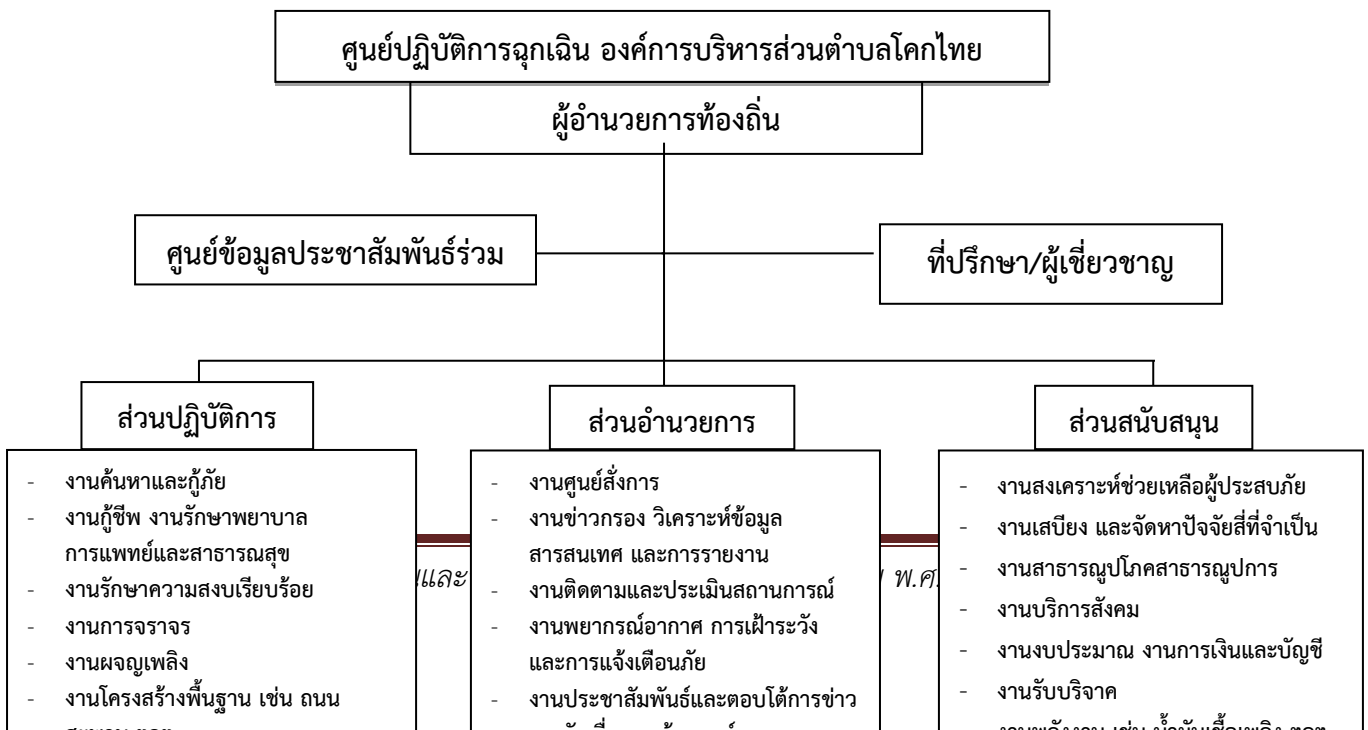 ศูนย์ปฏิบัติการฉุกเฉิน องค์การบริหารส่วนตำบลโคกไทย
ผู้อำนวยการท้องถิ่น
ศูนย์ข้อมูลประชาสัมพันธ์ร่วม
ที่ปรึกษา/ผู้เชี่ยวชาญ
ส่วนปฏิบัติการ
- งานค้นหาและกู้ภัย
- งานกู้ชีพ งานรักษาพยาบาล
การแพทย์และสาธารณสุข
- งานรักษาความสงบเรียบร้อย
- งานการจราจร
- งานผจญเพลิง
- งานโครงสร้างพื้นฐาน เช่น ถนน
ส่วนอำนวยการ
- งานศูนย์สั่งการ
- งานข่าวกรอง วิเคราะห์ข้อมูล
สารสนเทศ และการรายงาน
- งานติดตามและประเมินสถานการณ์
- งานพยากรณ์อากาศ การเฝ้าระวัง
และการแจ้งเตือนภัย
- งานประชาสัมพันธ์และตอบโต้การข่าว
ส่วนสนับสนุน
- งานสงเคราะห์ช่วยเหลือผู้ประสบภัย
- งานเสบียง และจัดหาปัจจัยสี่ที่จำเป็น
- งานสาธารณูปโภคสาธารณูปการ
- งานบริการสังคม
- งานงบประมาณ งานการเงินและบัญชี
- งานรับบริจาค
และ
พ.ศ.